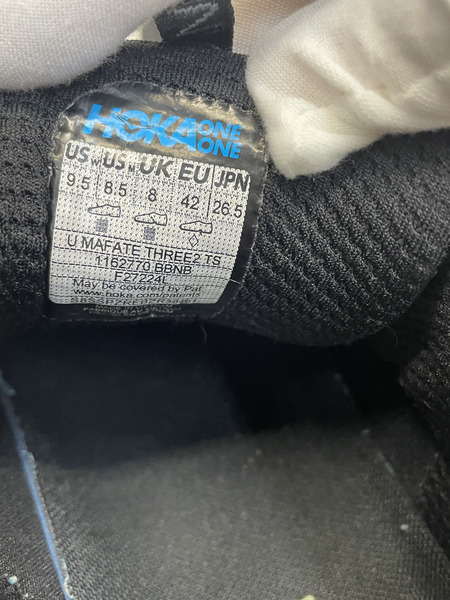 HOKA ONE ONE
US W US M UK EU JPN
9.5 8.5 8 42 26.5
U MAFATE THREE2 TS
1162770 BBNB
F27224L
May be covered by Pat
www.hoka.com/patents